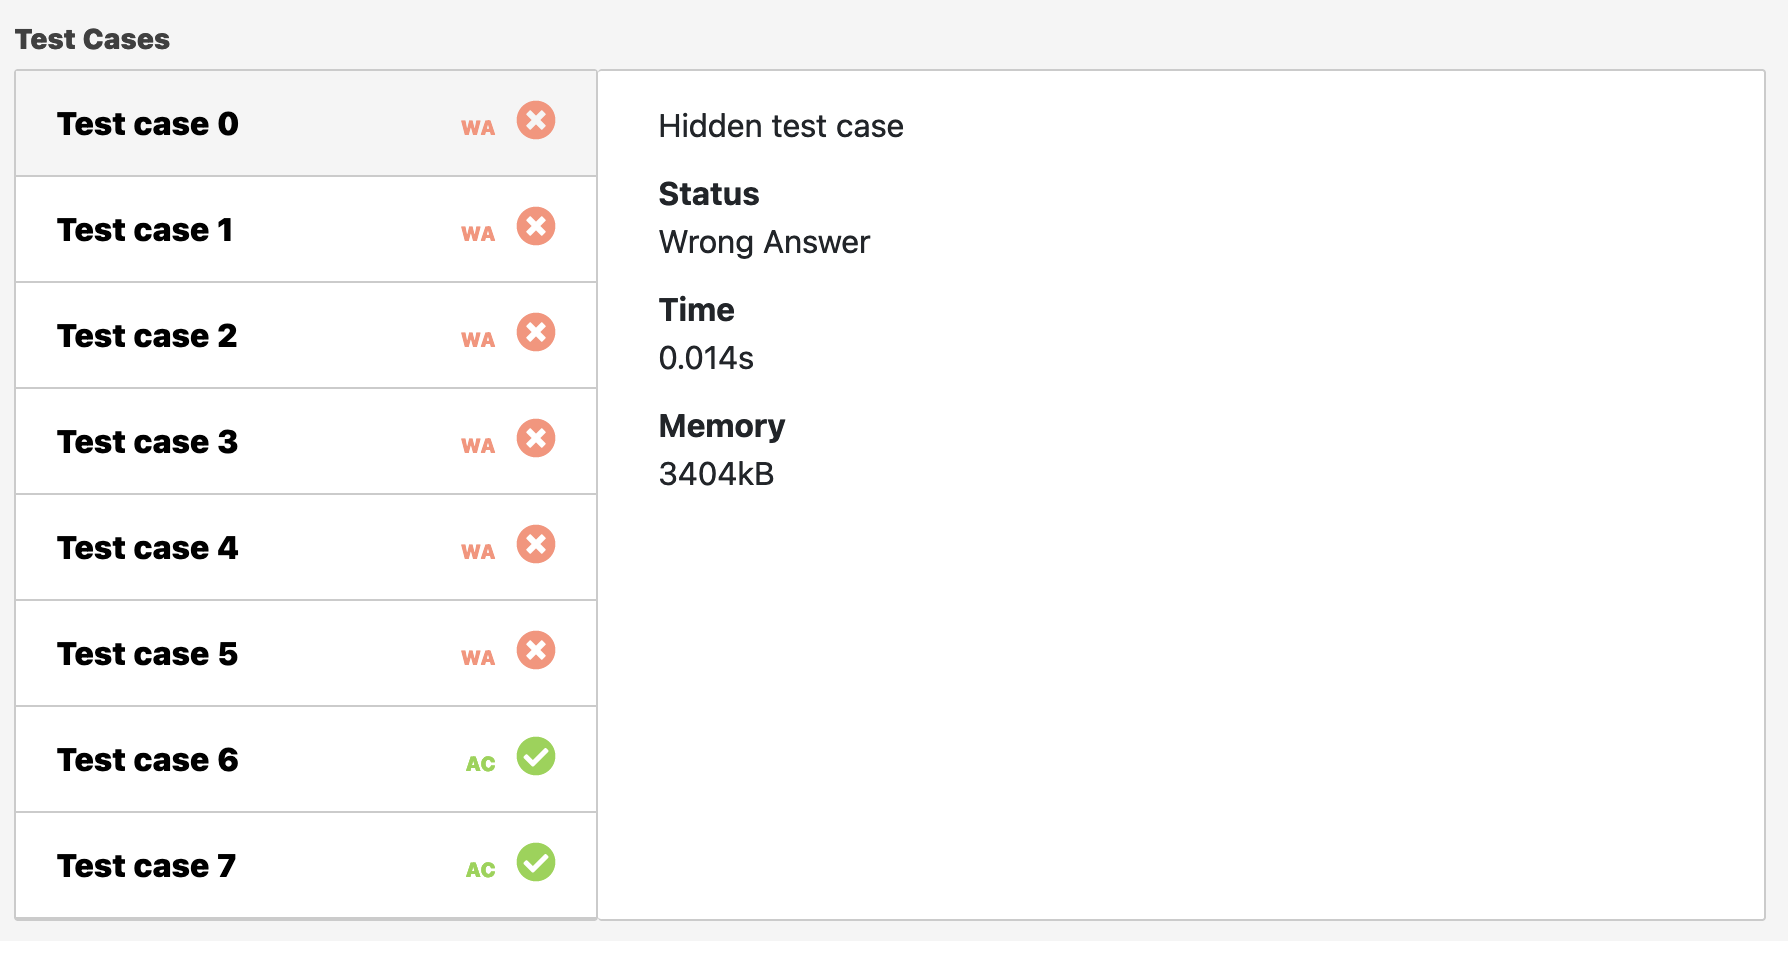 Test Cases
Test case 0 WA
Test case 1 WA
Test case 2 WA
Test case 3 WA
Test case 4 WA
Test case 5 WA
Test case 6 AC
Test case 7 AC
Hidden test case
Status
Wrong Answer
Time
0.014s
Memory
3404kB